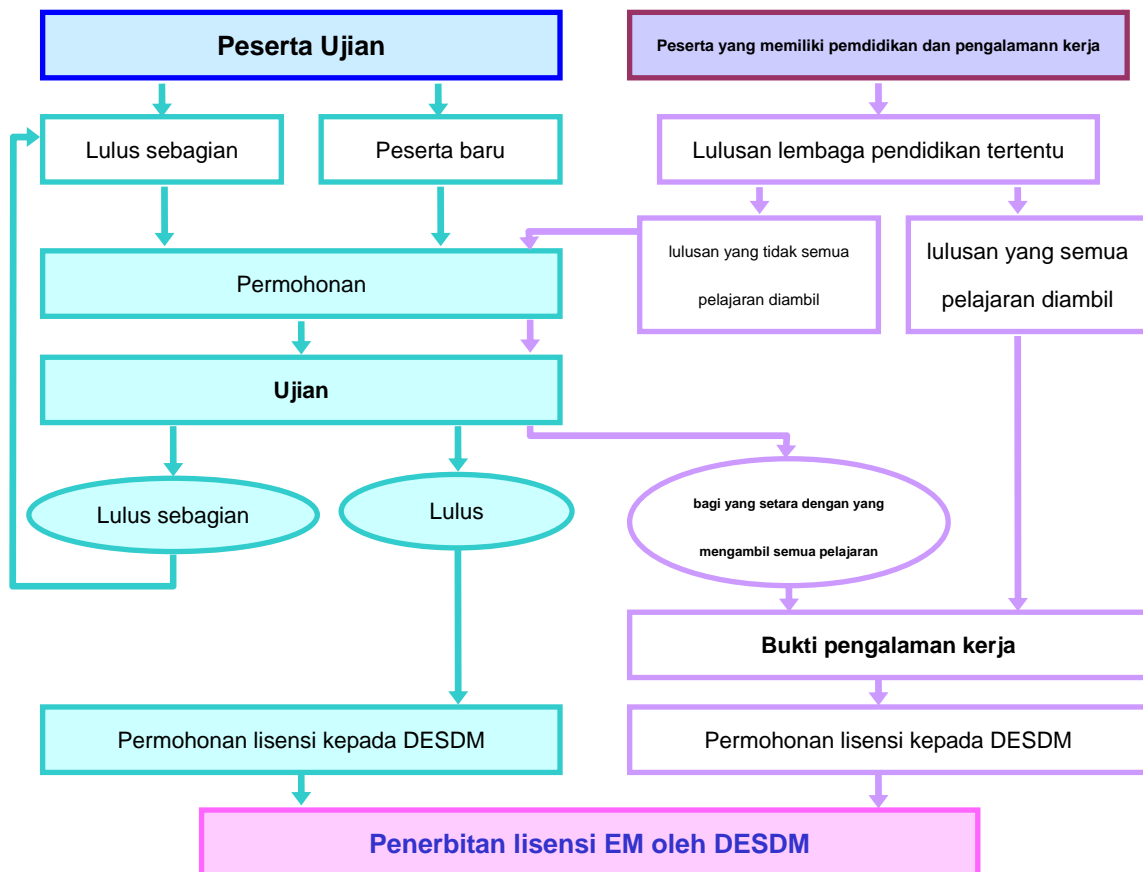 Peserta Ujian
Peserta yang memiliki pemdidikan dan pengalamann kerja
Lulus sebagian
Peserta baru
Lulusan lembaga pendidikan tertentu
lulusan yang tidak semua
pelajaran diambil
lulusan yang semua
pelajaran diambil
Permohonan
Ujian
Lulus sebagian
Lulus
bagi yang setara dengan yang
mengambil semua pelajaran
Bukti pengalaman kerja
Permohonan lisensi kepada DESDM
Permohonan lisensi kepada DESDM
Penerbitan lisensi EM oleh DESDM